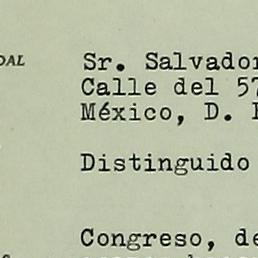 Sr. Salvador
Calle del 57
México, D.
Distinguido
Congreso, de